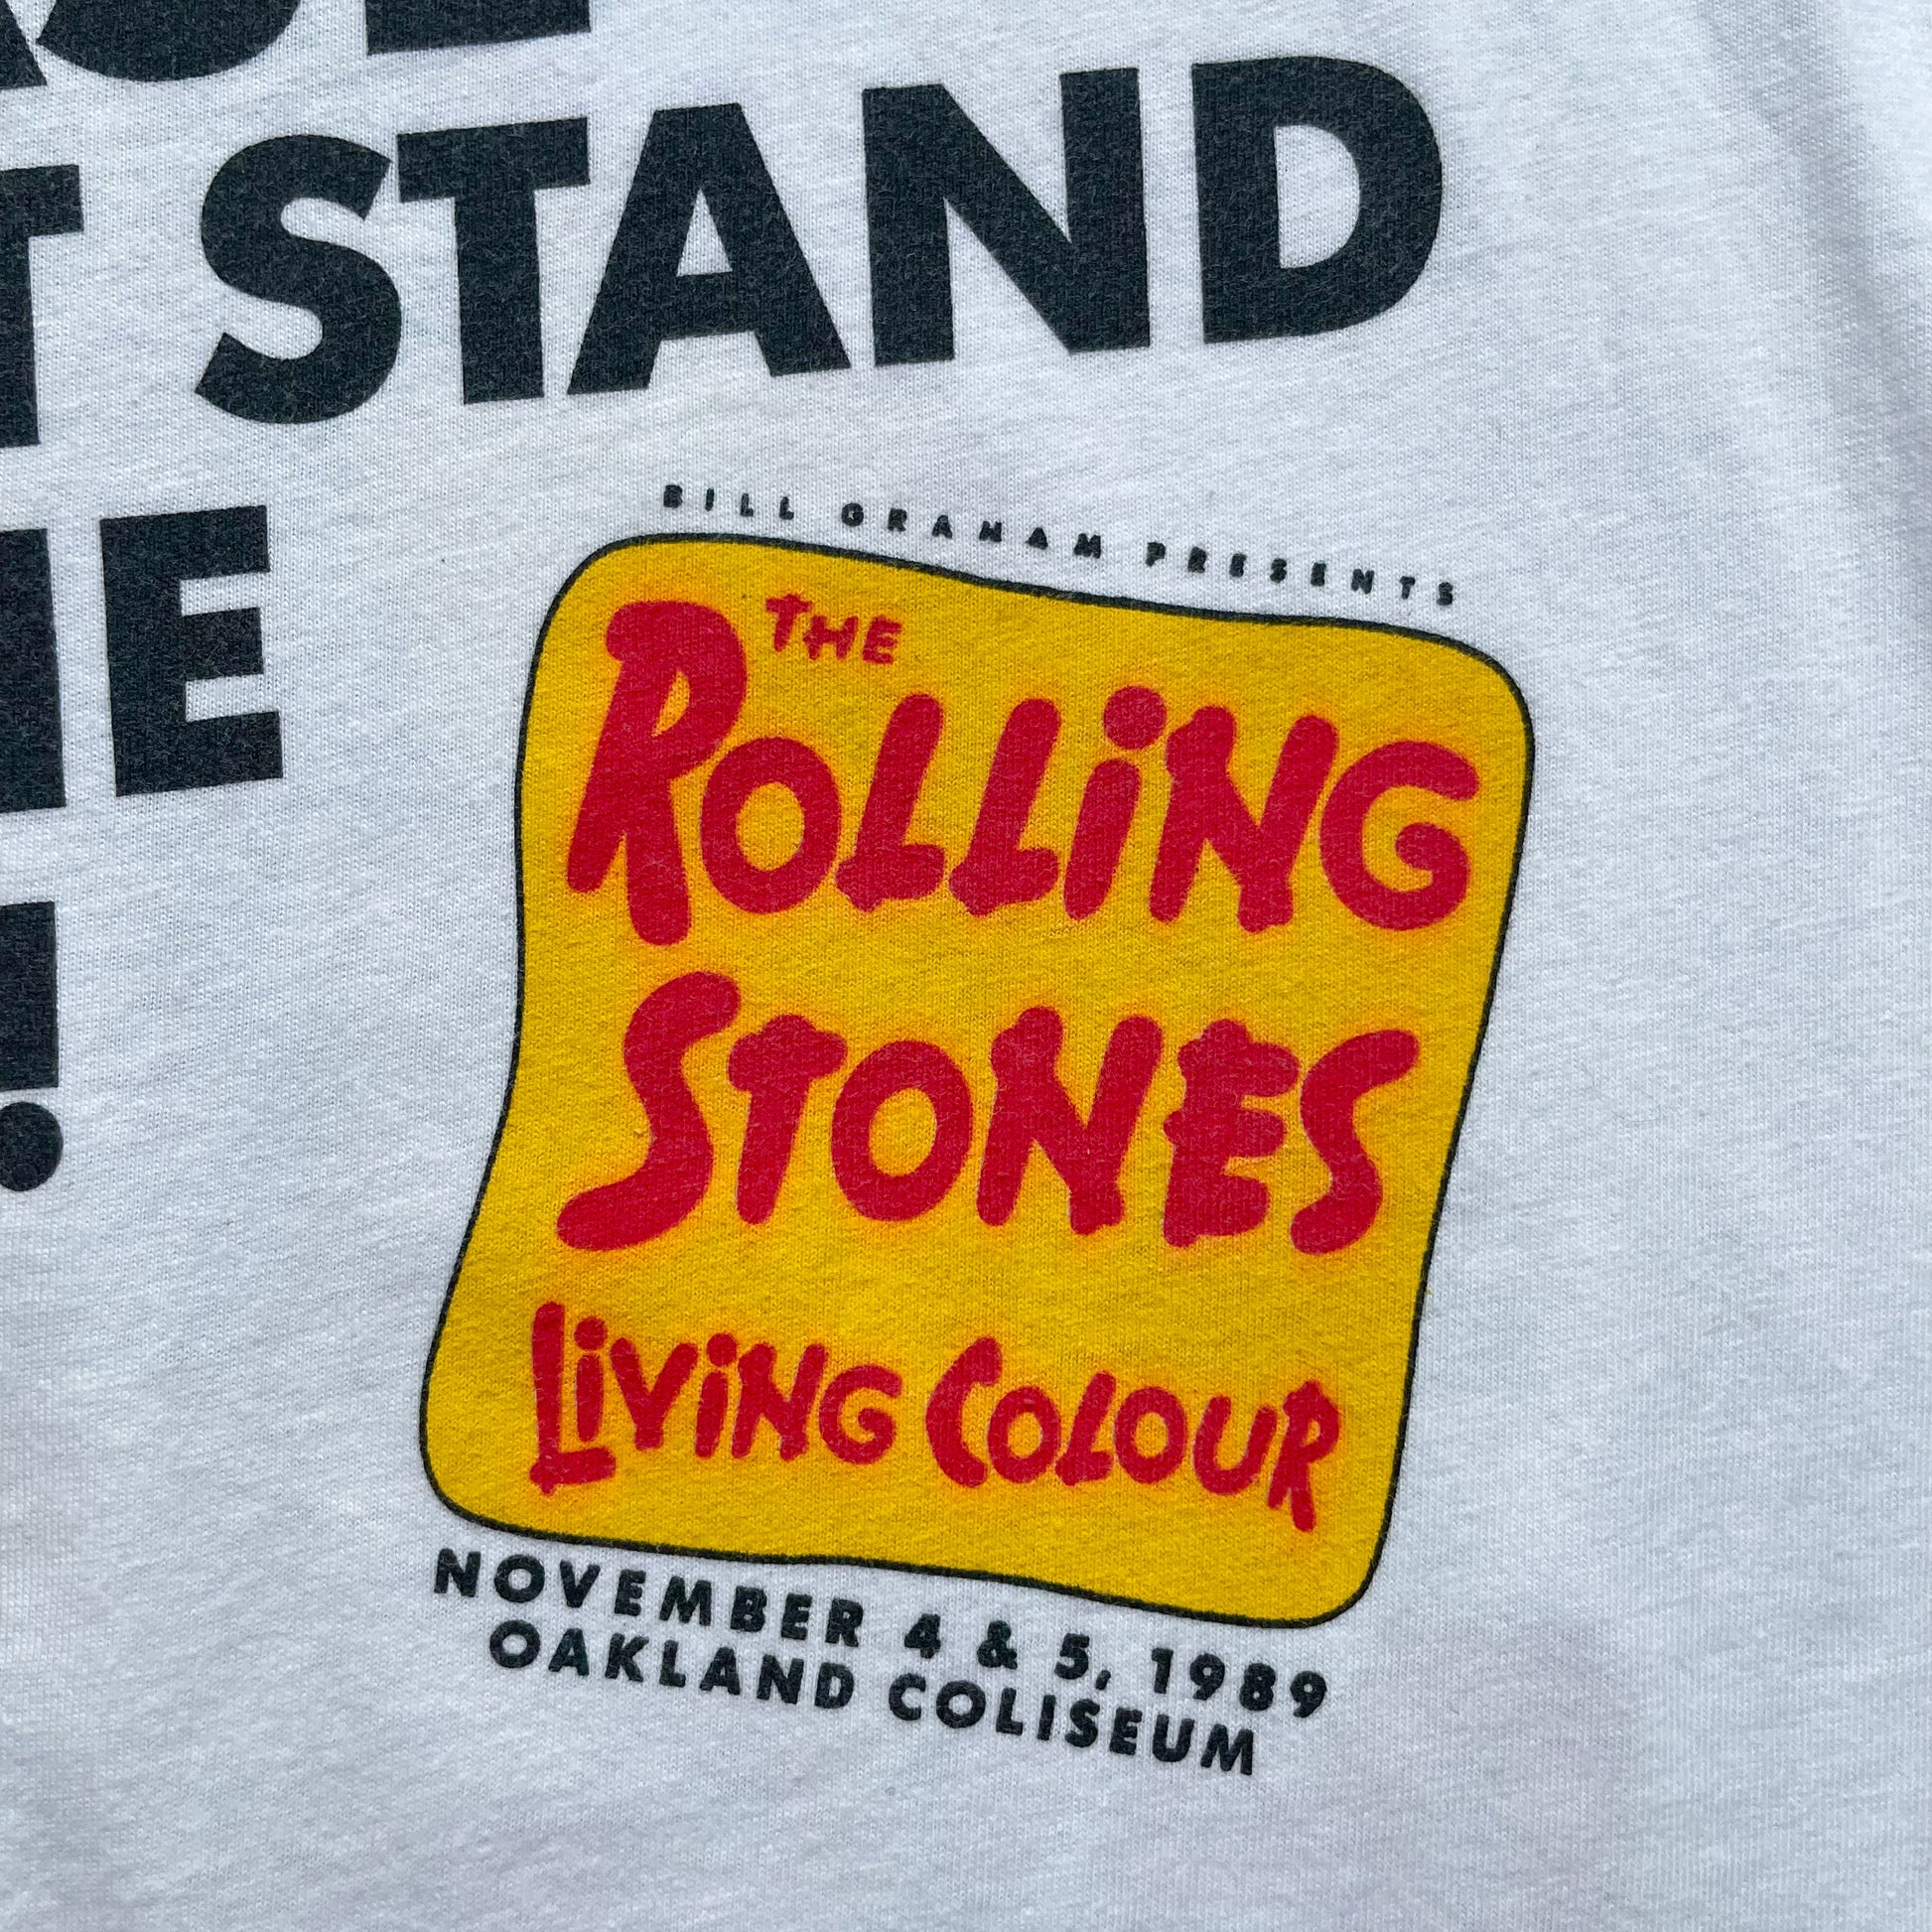 STAND
BILL GRAHAM PRESENTS
THE
ROLLING
STONES
LIVING COLOUR
NOVEMBER 4 & 5, 1989
OAKLAND COLISEUM